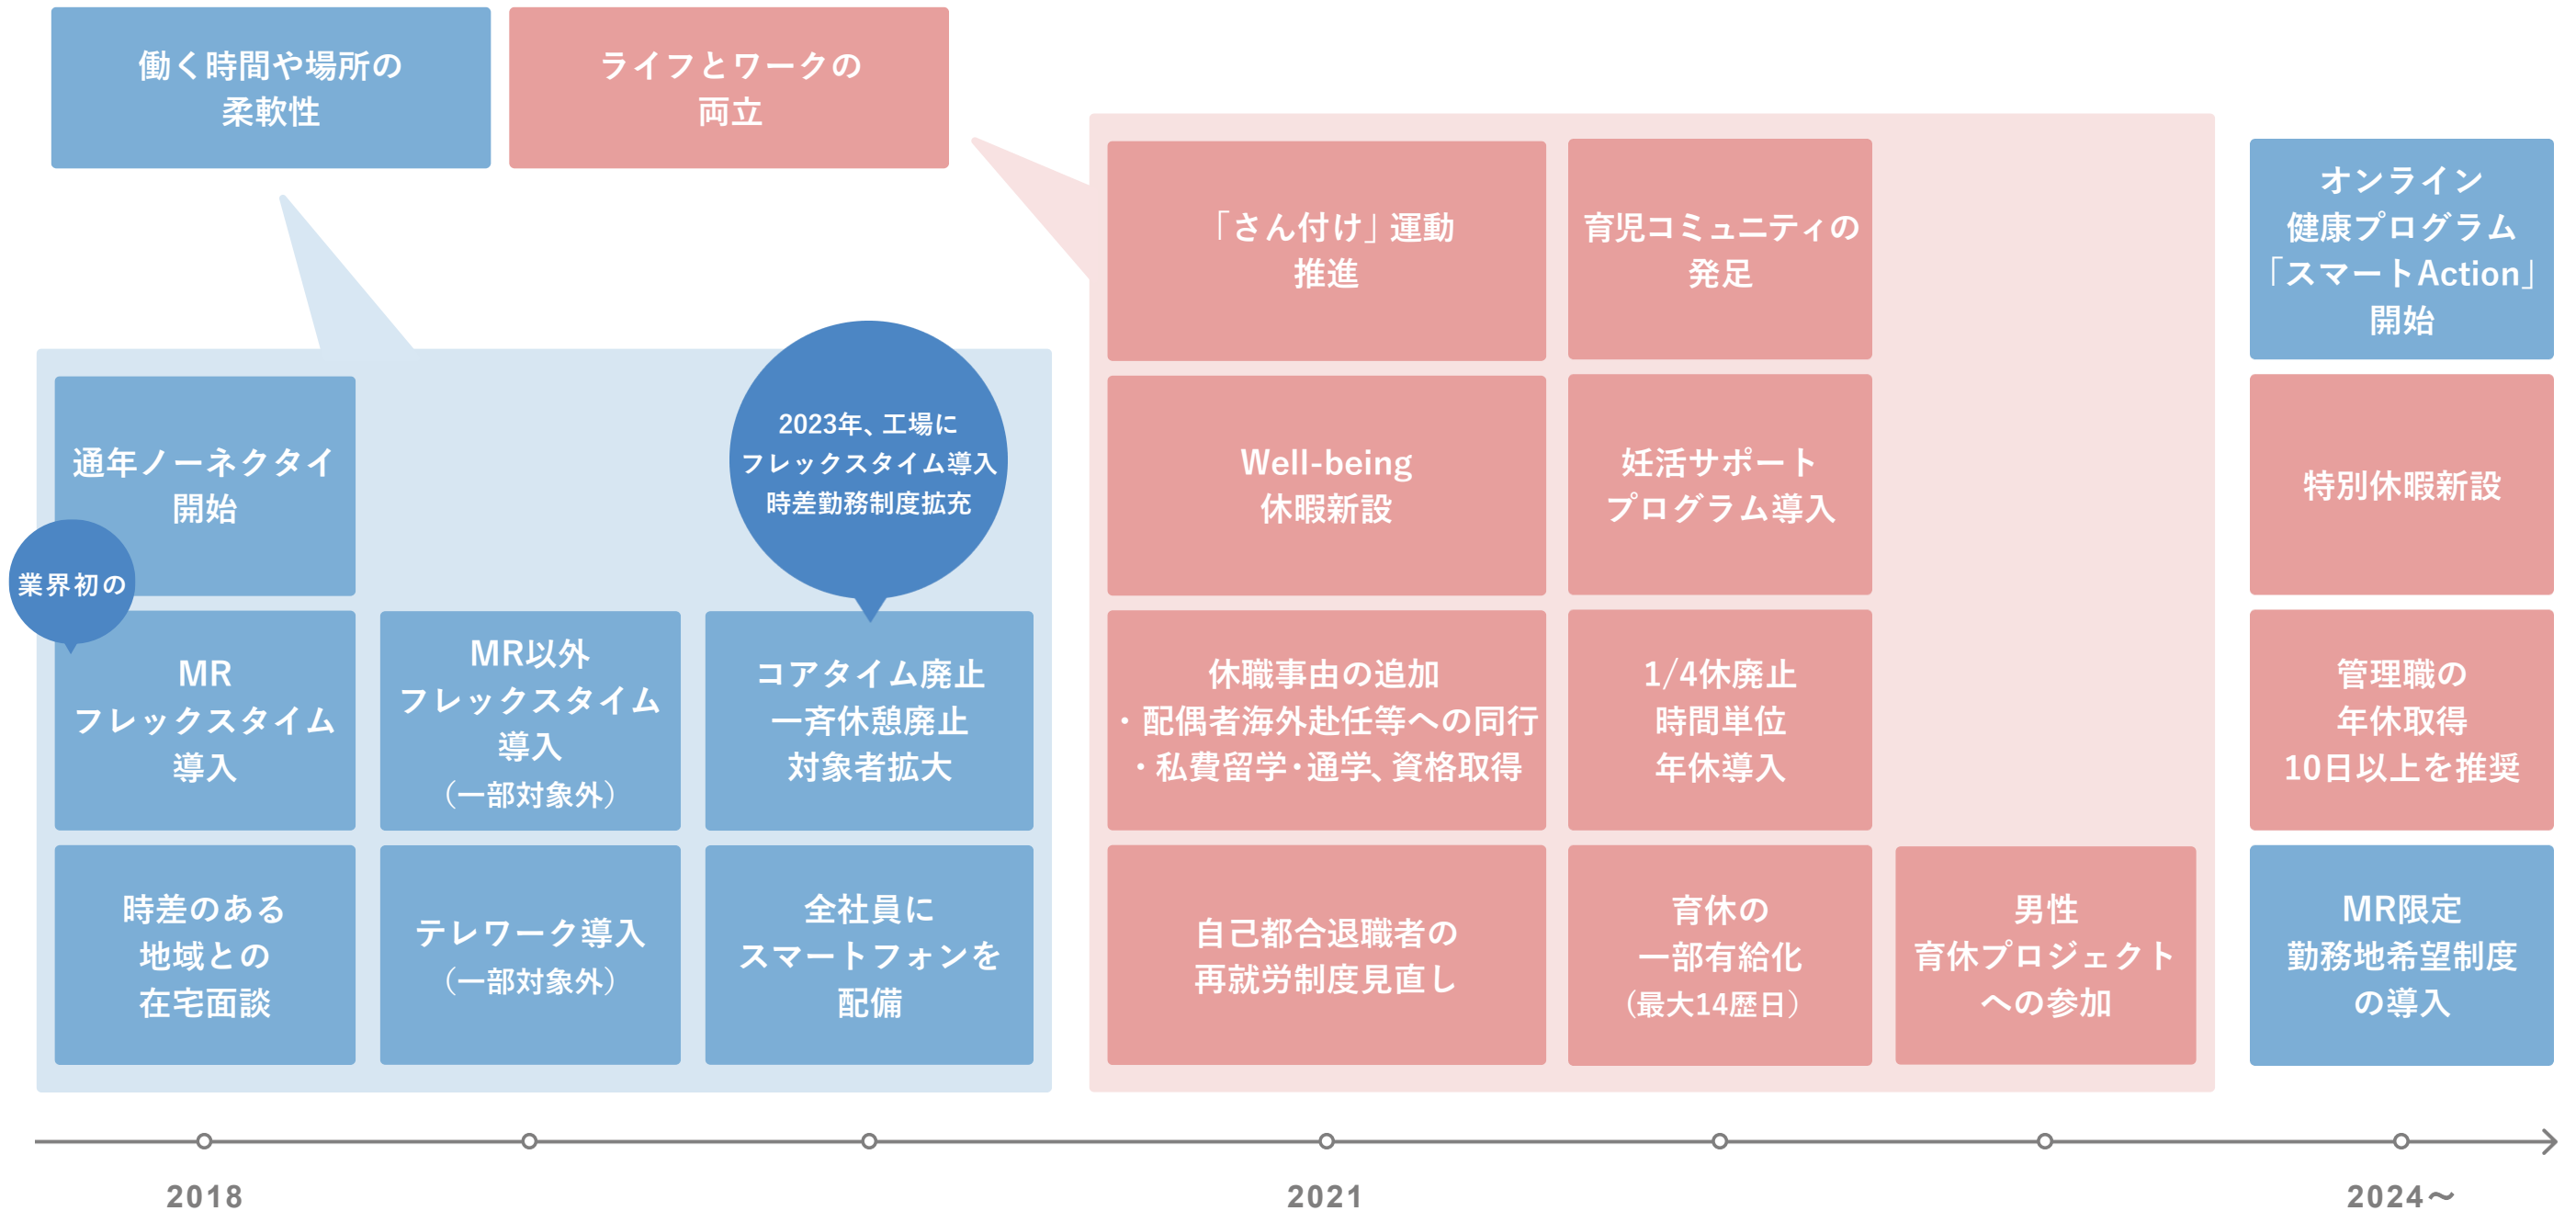 働く時間や場所の
柔軟性
ライフとワークの
両立
通年ノーネクタイ
開始
業界初の
MR
フレックスタイム
導入
時差のある
地域との
在宅面談
MR以外
フレックスタイム
導入
（一部対象外）
テレワーク導入
（一部対象外）
2023年、工場に
フレックスタイム導入
時差勤務制度拡充
コアタイム廃止
一斉休憩廃止
対象者拡大
全社員に
スマートフォンを
配備
「さん付け」運動
推進
Well-being
休暇新設
休職事由の追加
・配偶者海外赴任等への同行
・私費留学・通学、資格取得
自己都合退職者の
再就労制度見直し
育児コミュニティの
発足
妊活サポート
プログラム導入
1/4休廃止
時間単位
年休導入
育休の
一部有給化
（最大14歴日）
男性
育休プロジェクト
への参加
オンライン
健康プログラム
「スマートAction」
開始
特別休暇新設
管理職の
年休取得
10日以上を推奨
MR限定
勤務地希望制度
の導入
2018
2021
2024～